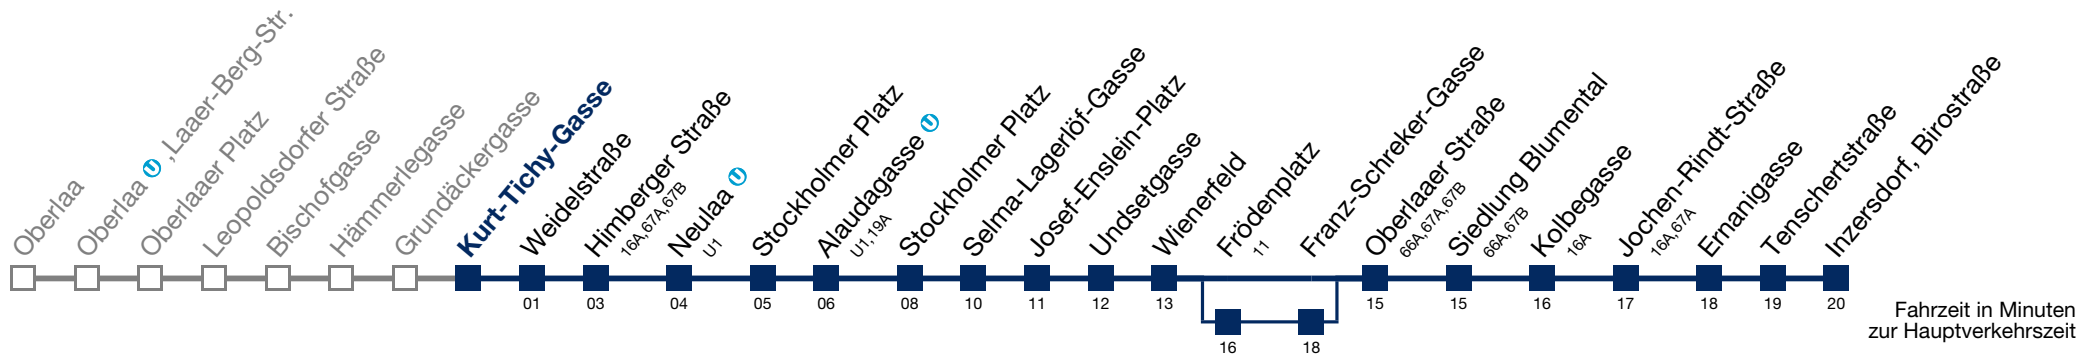 Oberlaa
Oberlaa U , Laaer-Berg-Str.
Oberlaaer Platz
Leopoldsdorfer Straße
Bischofgasse
Hämmerlegasse
Grundäckergasse
Kurt-Tichy-Gasse
Weidelstraße
01
Himberger Straße
16A,67A,67B
03
Neulaa U
U1
04
Stockholmer Platz
05
Alaudagasse U
U1,19A
06
Stockholmer Platz
08
Selma-Lagerlöf-Gasse
10
Josef-Enslein-Platz
11
Undsetgasse
12
Wienerfeld
13
Frödenplatz
11
16
Franz-Schreker-Gasse
18
Oberlaaer Straße
66A,67A,67B
15
Siedlung Blumental
66A,67B
15
Kolbegasse
16A
16
Jochen-Rindt-Straße
16A,67A
17
Ernanigasse
18
Tenschertstraße
19
Inzersdorf, Birostraße
20
Fahrzeit in Minuten
zur Hauptverkehrszeit